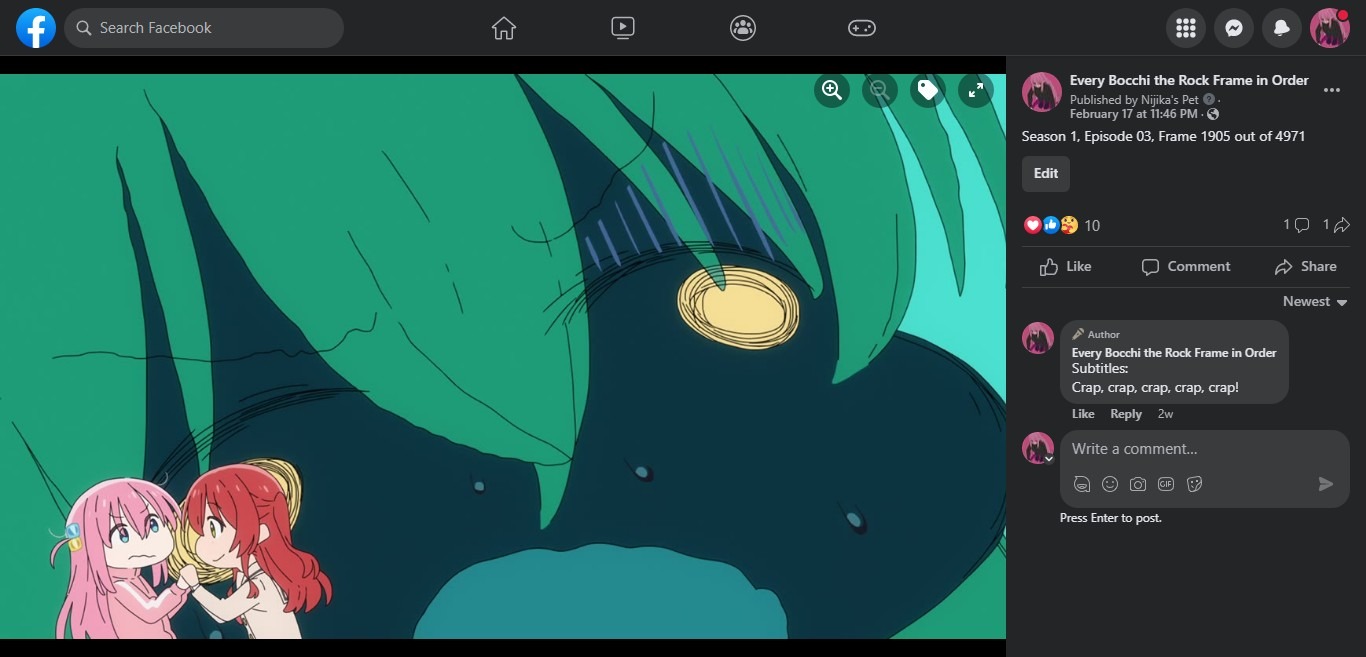 Search Facebook
Every Bocchi the Rock Frame in Order
Published by Nijika's Pet ? ·
February 17 at 11:46 PM ·
Season 1, Episode 03, Frame 1905 out of 4971
Edit
10
1
1
Like
Comment
Share
Newest
Author
Every Bocchi the Rock Frame in Order
Subtitles:
Crap, crap, crap, crap, crap!
Like Reply 2w
Write a comment...
GIF
Press Enter to post.